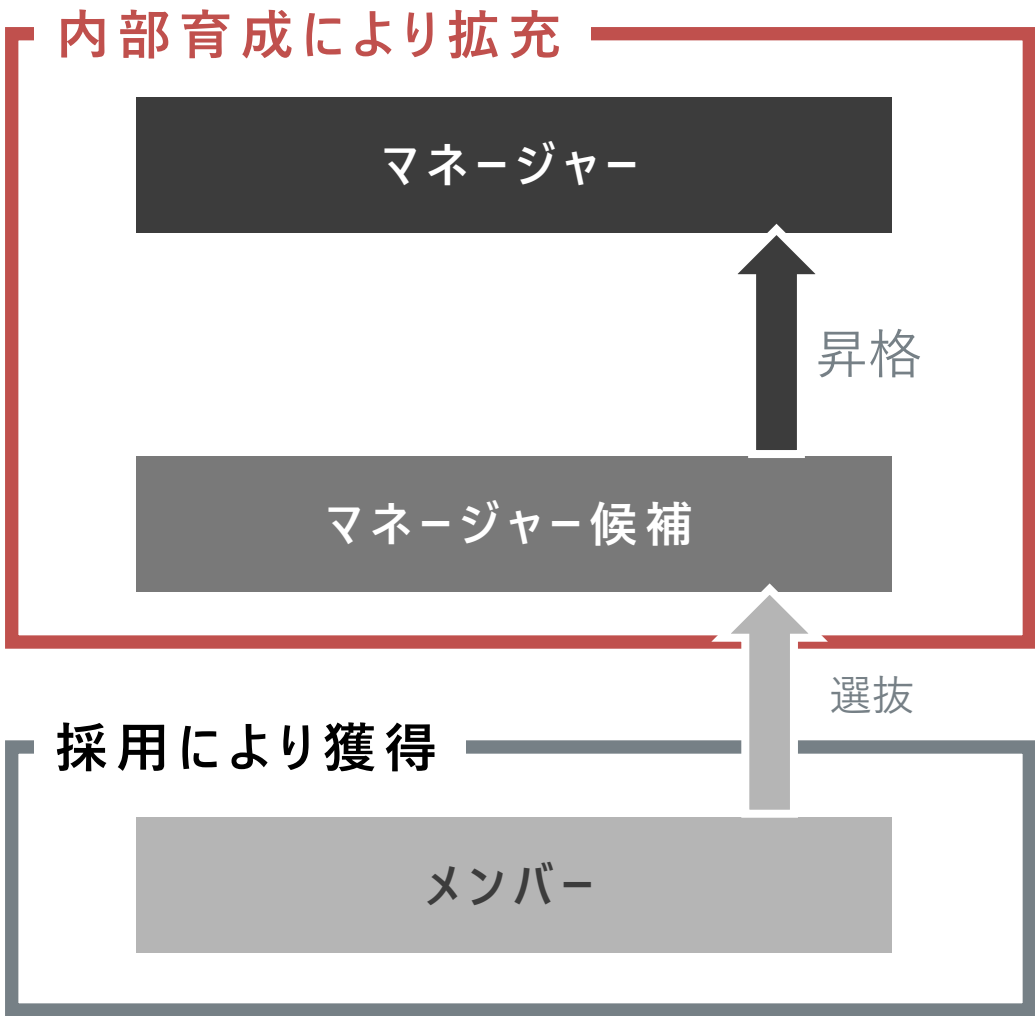 内部育成により拡充
マネージャー
昇格
マネージャー候補
選抜
採用により獲得
メンバー